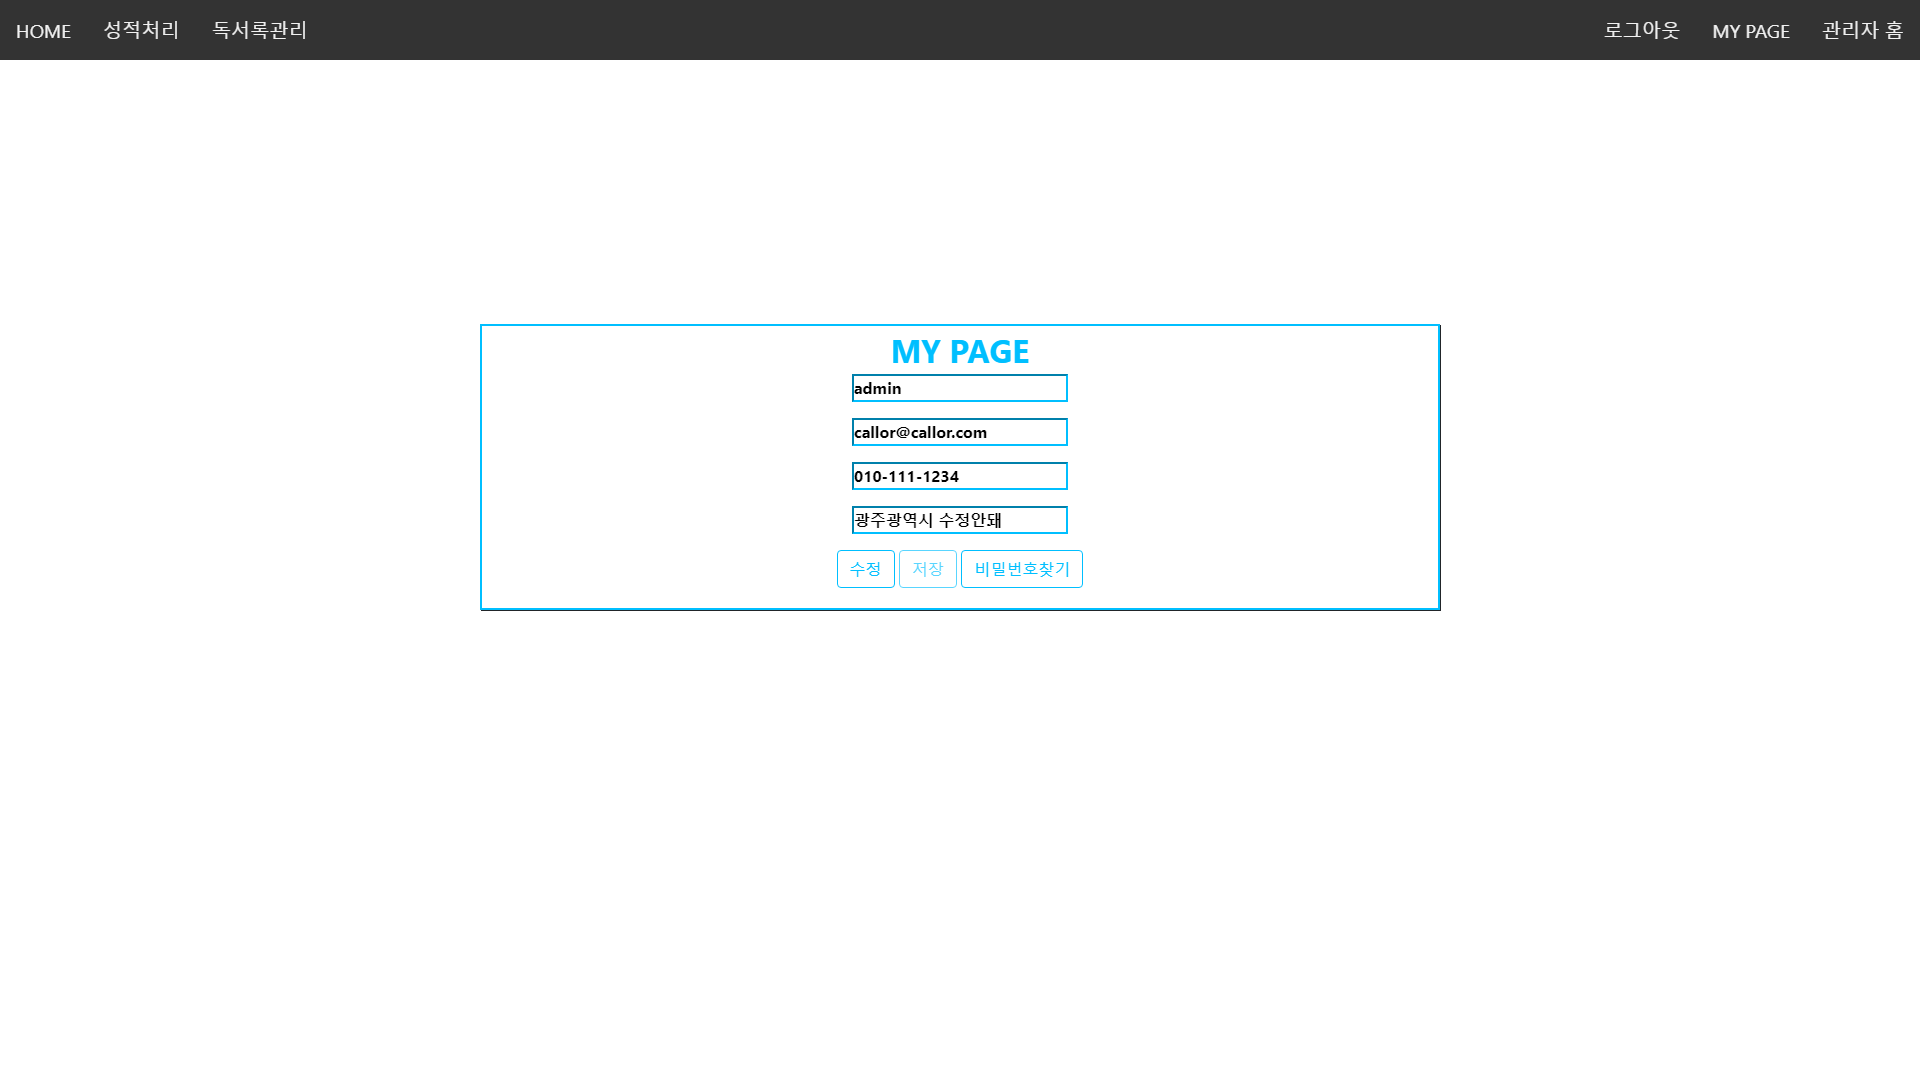 HOME 성적처리 독서록관리 로그아웃 MY PAGE 관리자 홈
MY PAGE
admin
callor@callor.com
010-111-1234
광주광역시 수정안돼
수정 저장 비밀번호찾기